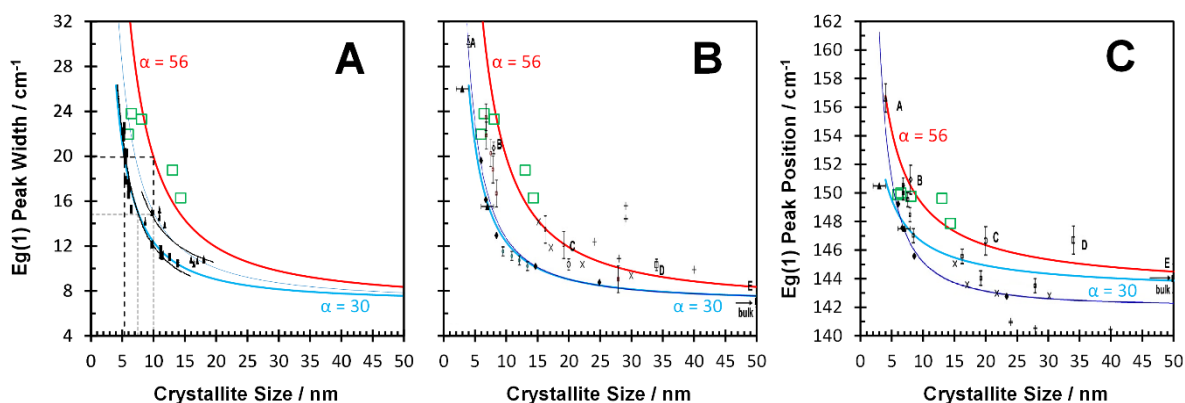 32
28
24
20
16
12
8
4
Eg(1) Peak Width / cm⁻¹
α = 56
A
α = 30
0 5 10 15 20 25 30 35 40 45 50
Crystallite Size / nm
A
α = 56
B
B
C
D
E
bulk
α = 30
0 5 10 15 20 25 30 35 40 45 50
Crystallite Size / nm
162
160
158
156
154
152
150
148
146
144
142
140
Eg(1) Peak Position / cm⁻¹
C
A
α = 56
B
C
D
E
bulk
α = 30
0 5 10 15 20 25 30 35 40 45 50
Crystallite Size / nm